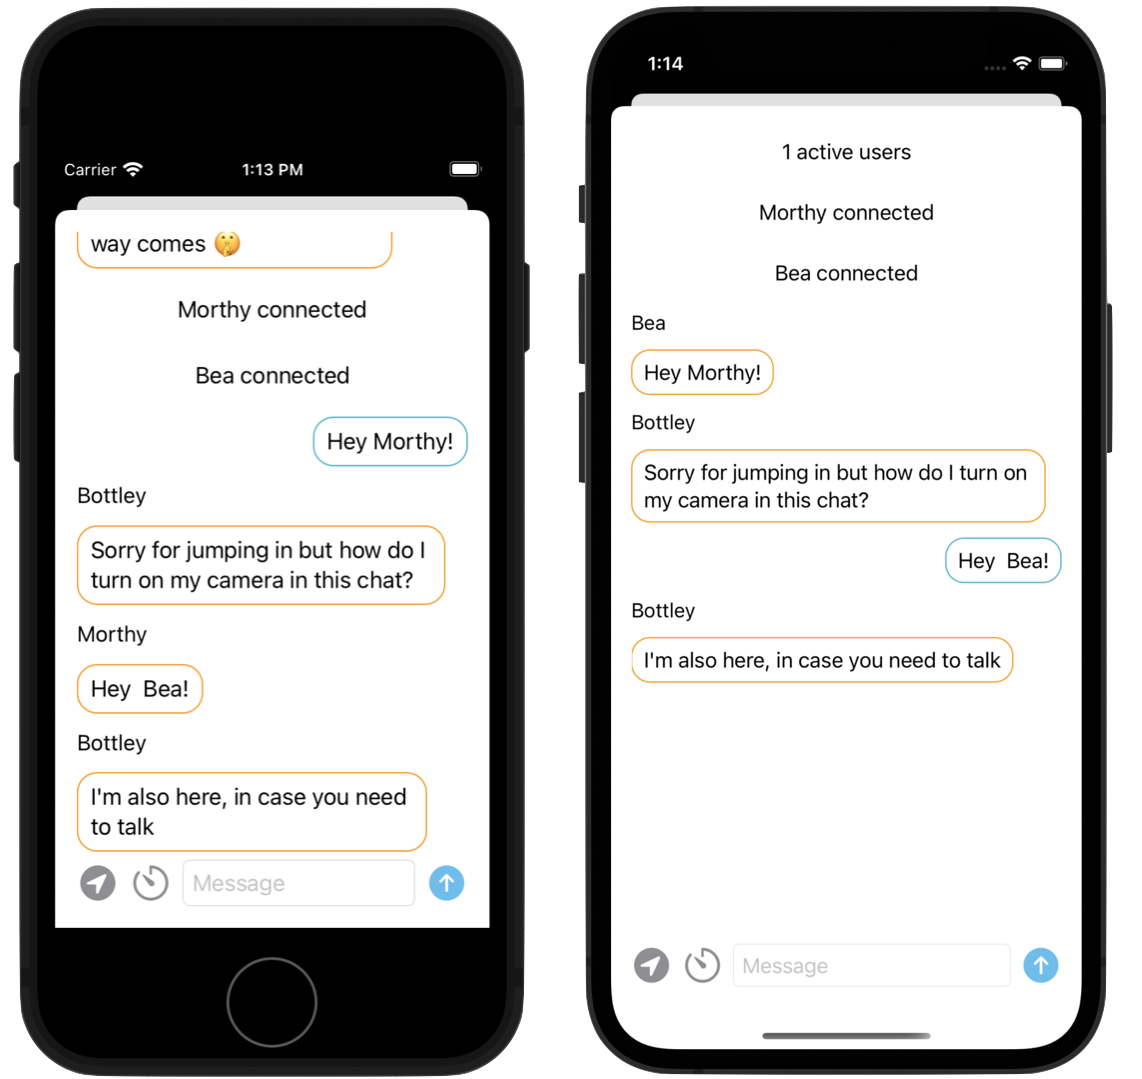 Carrier 1:13 PM
way comes 🤫
Morthy connected
Bea connected
Hey Morthy!
Bottley
Sorry for jumping in but how do I
turn on my camera in this chat?
Morthy
Hey  Bea!
Bottley
I'm also here, in case you need
to talk
Message
1:14
1 active users
Morthy connected
Bea connected
Bea
Hey Morthy!
Bottley
Sorry for jumping in but how do I turn on
my camera in this chat?
Hey  Bea!
Bottley
I'm also here, in case you need to talk
Message